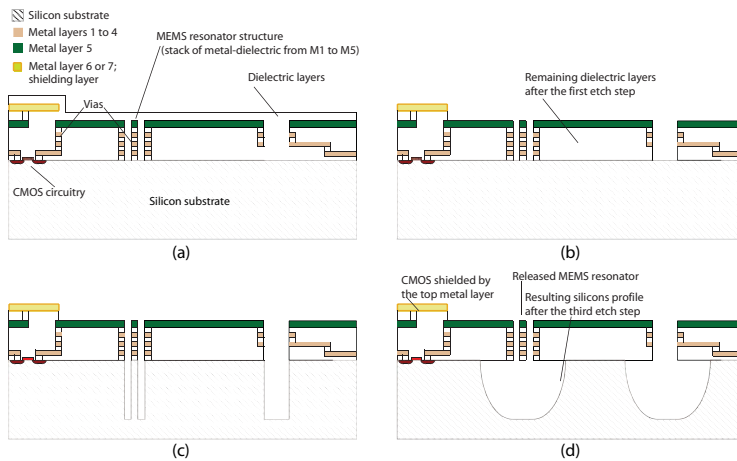 Silicon substrate
Metal layers 1 to 4
Metal layer 5
Metal layer 6 or 7;
shielding layer
MEMS resonator structure
(stack of metal-dielectric from M1 to M5)
Dielectric layers
Vias
CMOS circuitry
Silicon substrate
(a)
Remaining dielectric layers
after the first etch step
(b)
(c)
CMOS shielded by
the top metal layer
Released MEMS resonator
Resulting silicons profile
after the third etch step
(d)